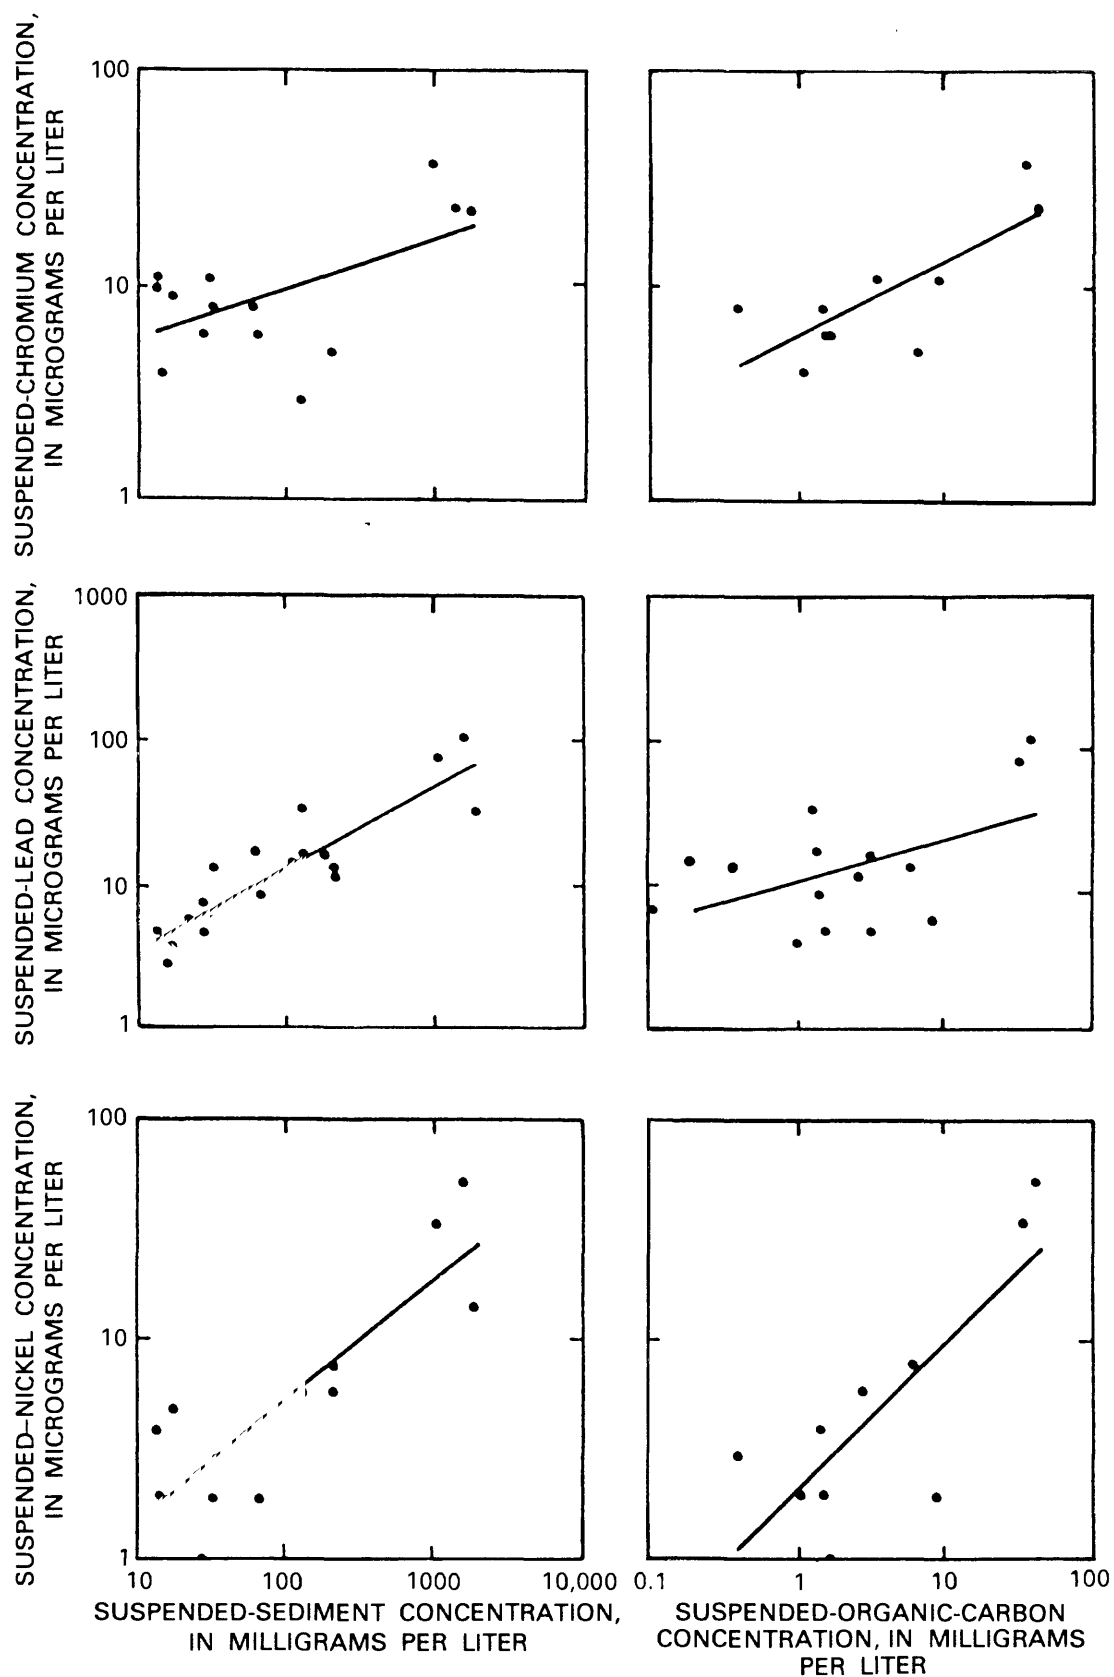 SUSPENDED-CHROMIUM CONCENTRATION,
IN MICROGRAMS PER LITER
100
10
1
SUSPENDED-LEAD CONCENTRATION,
IN MICROGRAMS PER LITER
1000
100
10
1
SUSPENDED-NICKEL CONCENTRATION,
IN MICROGRAMS PER LITER
100
10
1
10 100 1000 10,000
SUSPENDED-SEDIMENT CONCENTRATION,
IN MILLIGRAMS PER LITER
0.1 1 10 100
SUSPENDED-ORGANIC-CARBON
CONCENTRATION, IN MILLIGRAMS
PER LITER